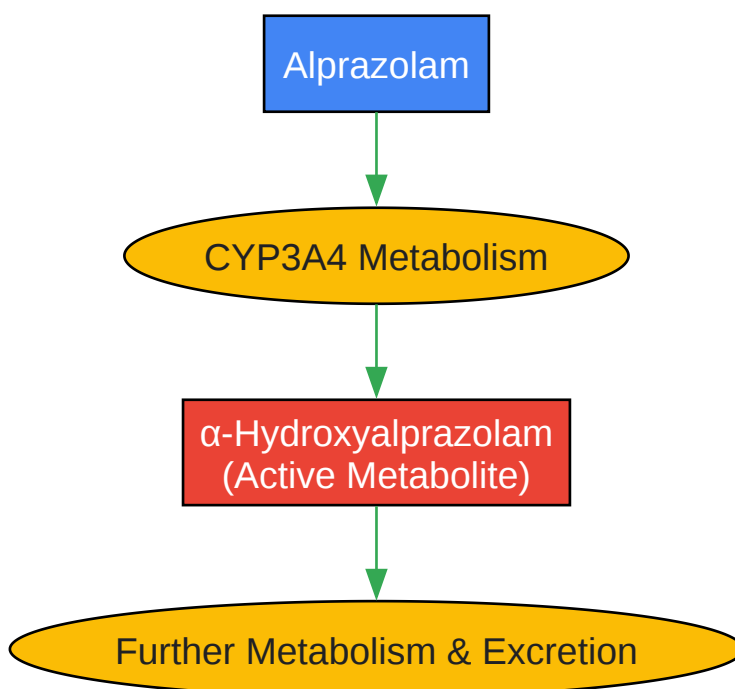 Alprazolam
CYP3A4 Metabolism
α-Hydroxyalprazolam
(Active Metabolite)
Further Metabolism & Excretion